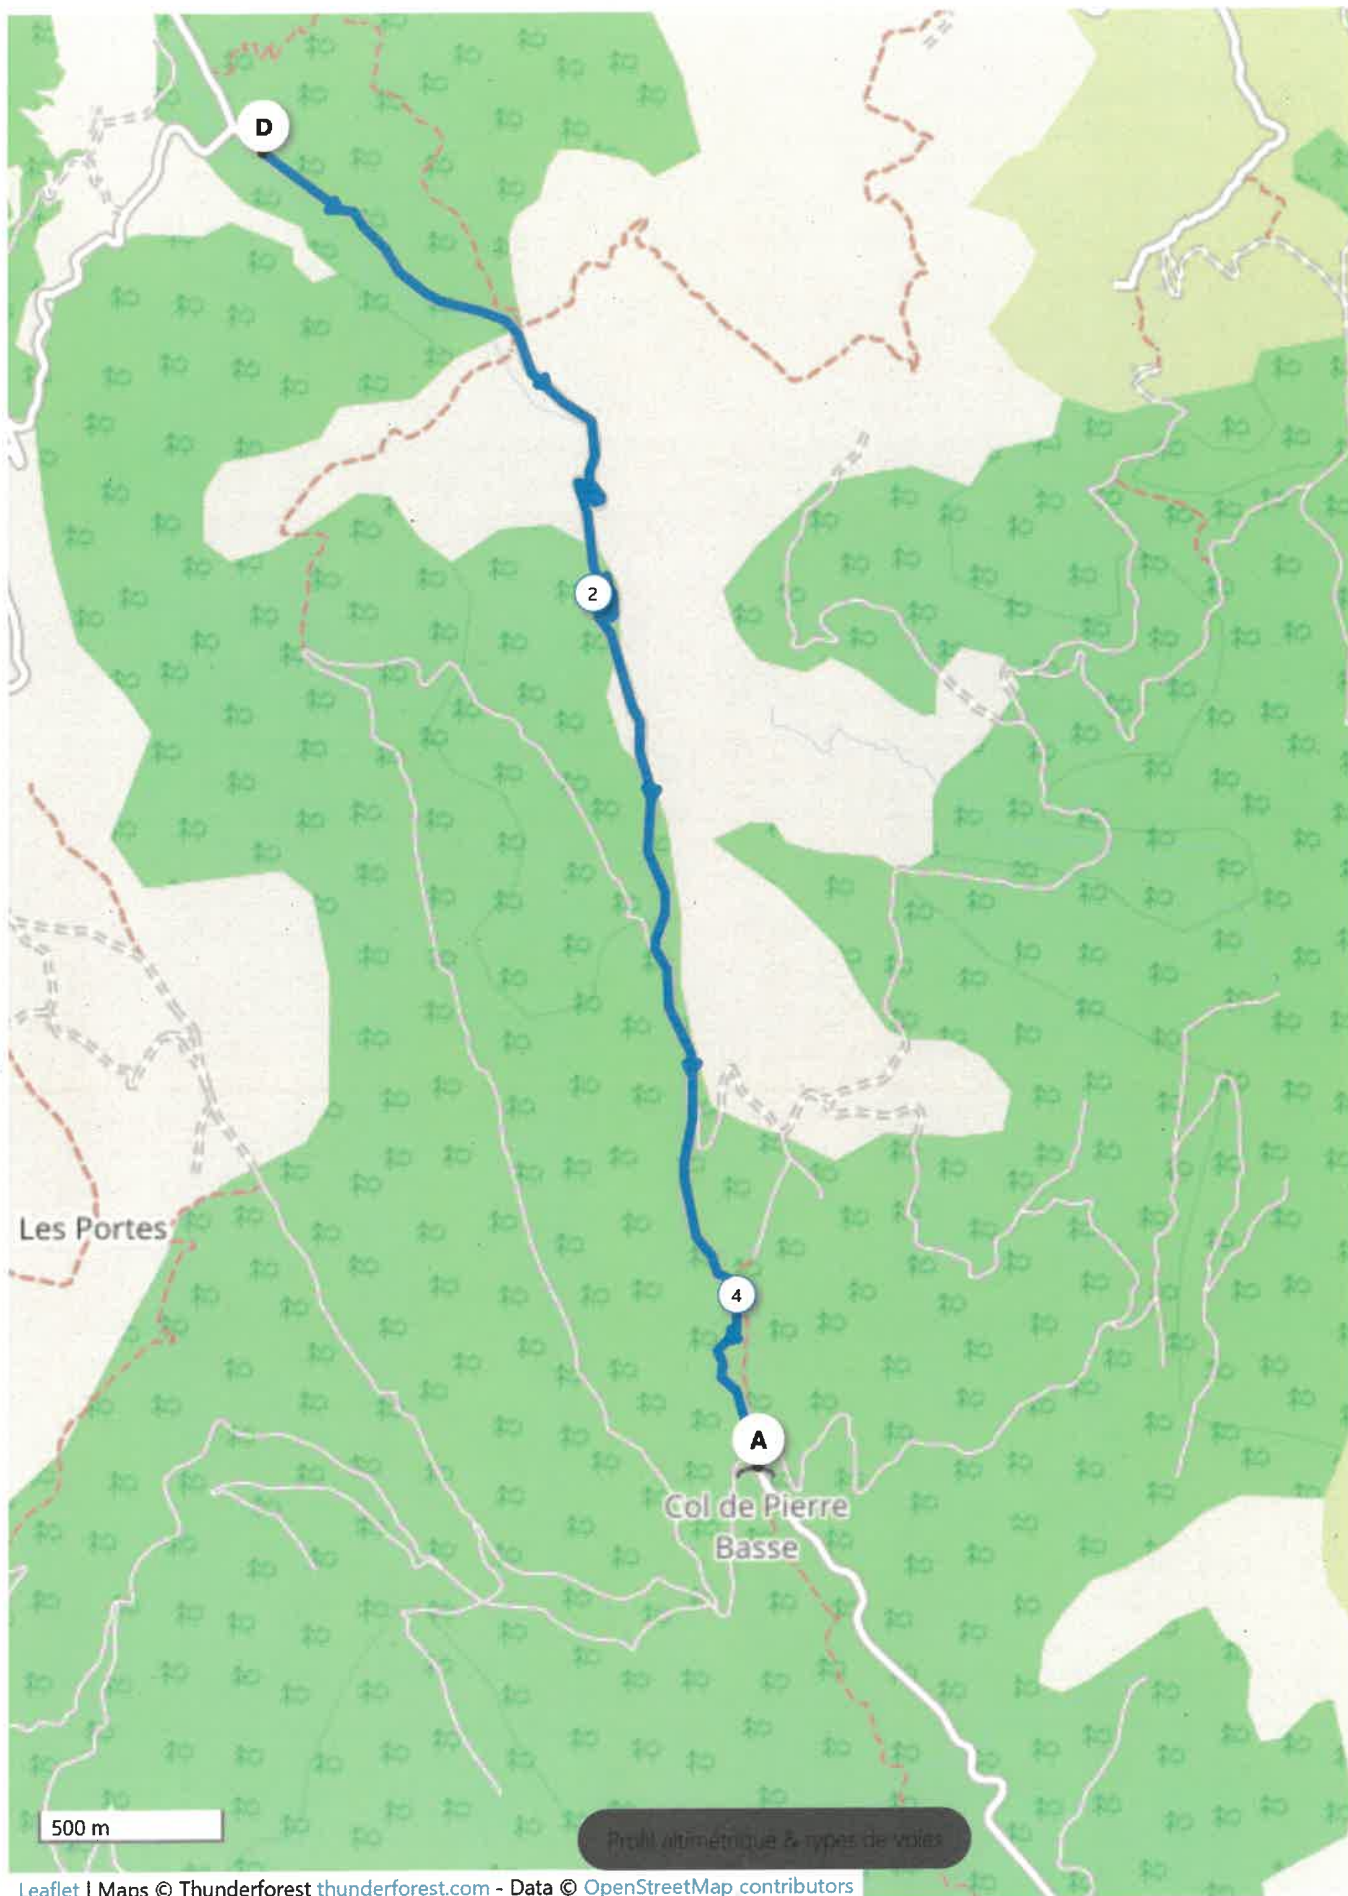 D
2
Les Portes
4
A
Col de Pierre
Basse
500 m
Profil altimétrique & types de voies
Leaflet | Maps © Thunderforest thunderforest.com - Data © OpenStreetMap contributors